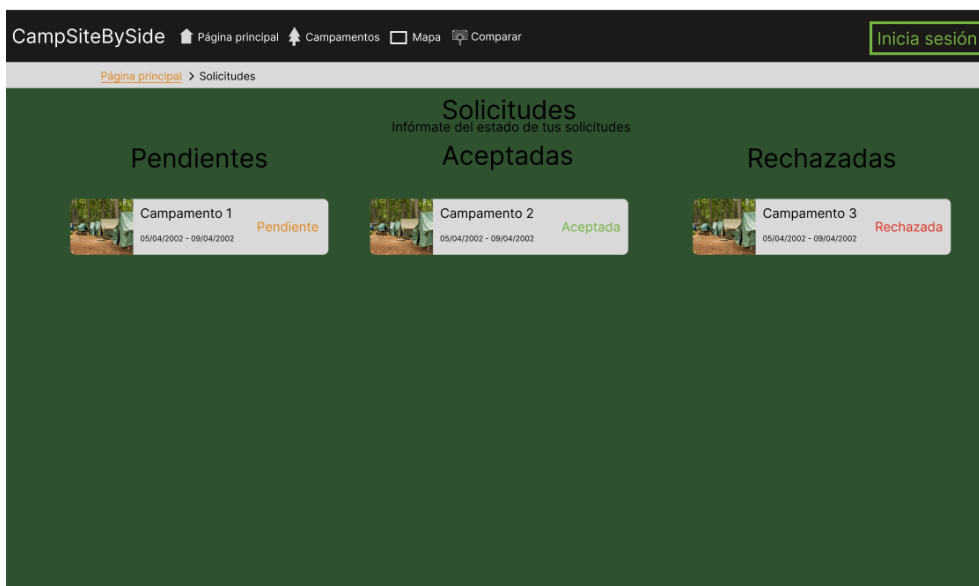 CampSiteBySide Página principal Campamentos Mapa Comparar Inicia sesión
Página principal > Solicitudes
Solicitudes
Infórmate del estado de tus solicitudes
Pendientes
Aceptadas
Rechazadas
Campamento 1
05/04/2002 - 09/04/2002
Pendiente
Campamento 2
05/04/2002 - 09/04/2002
Aceptada
Campamento 3
05/04/2002 - 09/04/2002
Rechazada